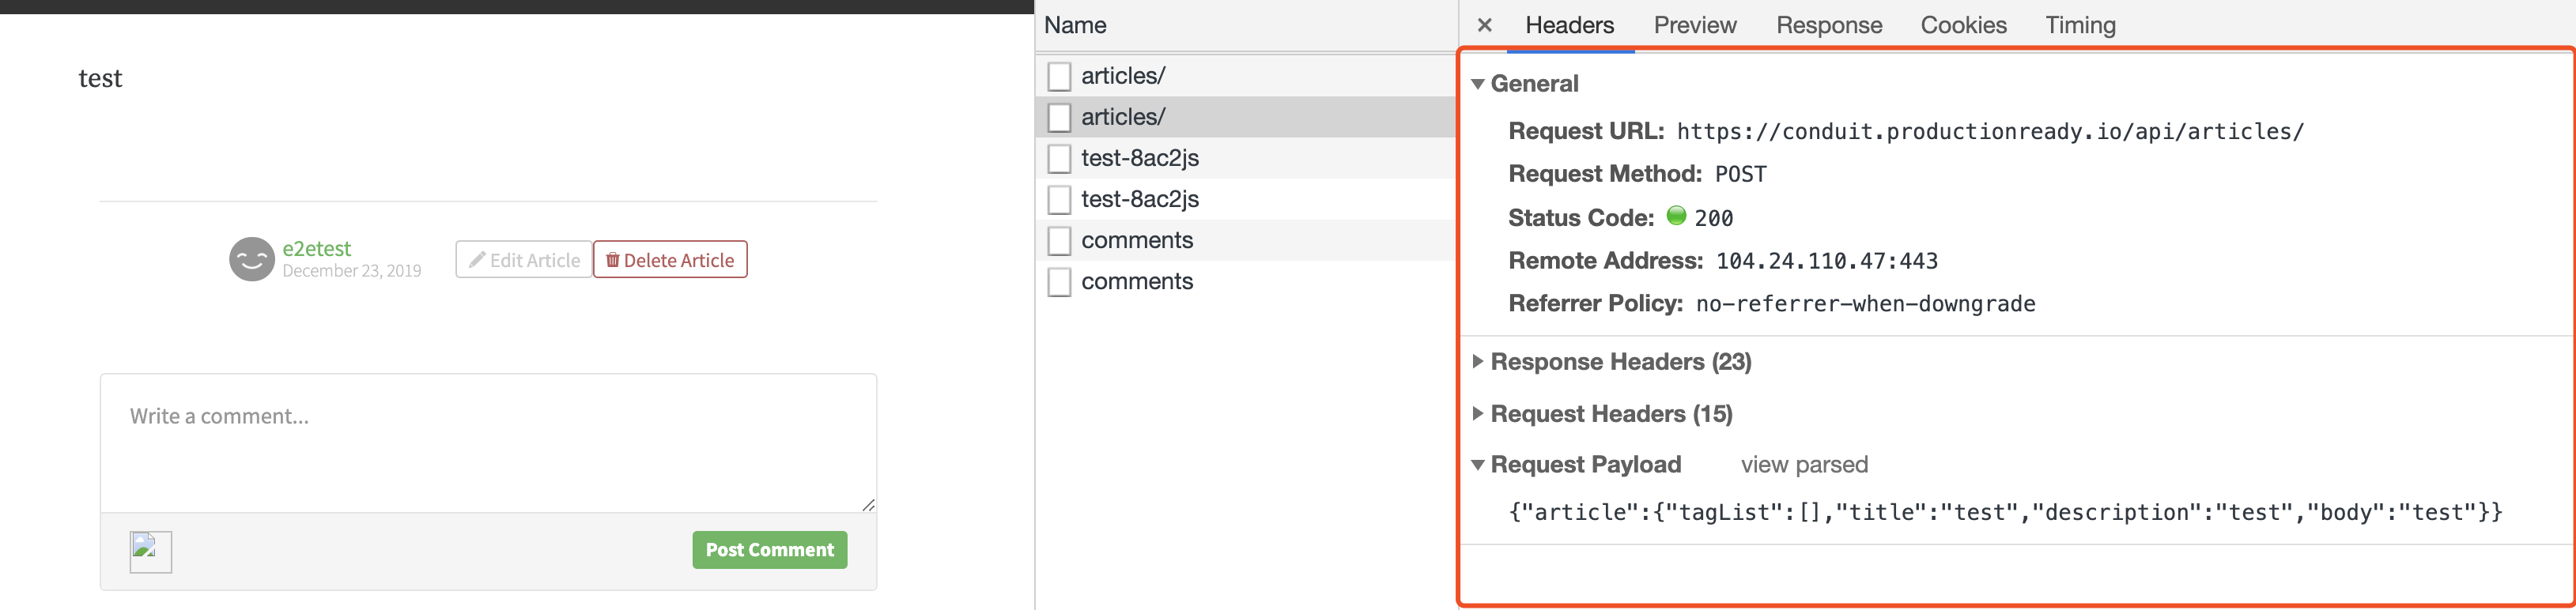 test
e2etest
December 23, 2019
Edit Article
Delete Article
Write a comment...
Post Comment
Name
articles/
articles/
test-8ac2js
test-8ac2js
comments
comments
× Headers Preview Response Cookies Timing
General
Request URL: https://conduit.productionready.io/api/articles/
Request Method: POST
Status Code: 200
Remote Address: 104.24.110.47:443
Referrer Policy: no-referrer-when-downgrade
Response Headers (23)
Request Headers (15)
Request Payload view parsed
{"article":{"tagList":[],"title":"test","description":"test","body":"test"}}